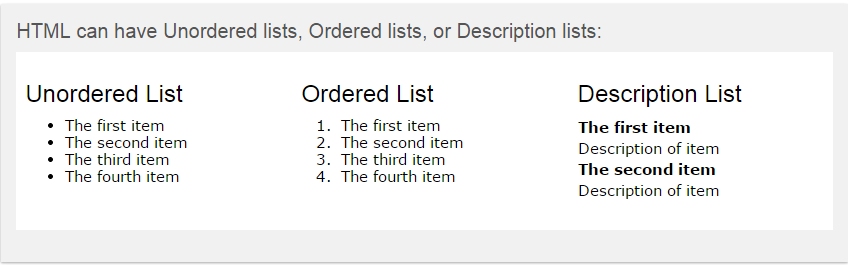 HTML can have Unordered lists, Ordered lists, or Description lists:
Unordered List
• The first item
• The second item
• The third item
• The fourth item
Ordered List
1. The first item
2. The second item
3. The third item
4. The fourth item
Description List
The first item
Description of item
The second item
Description of item